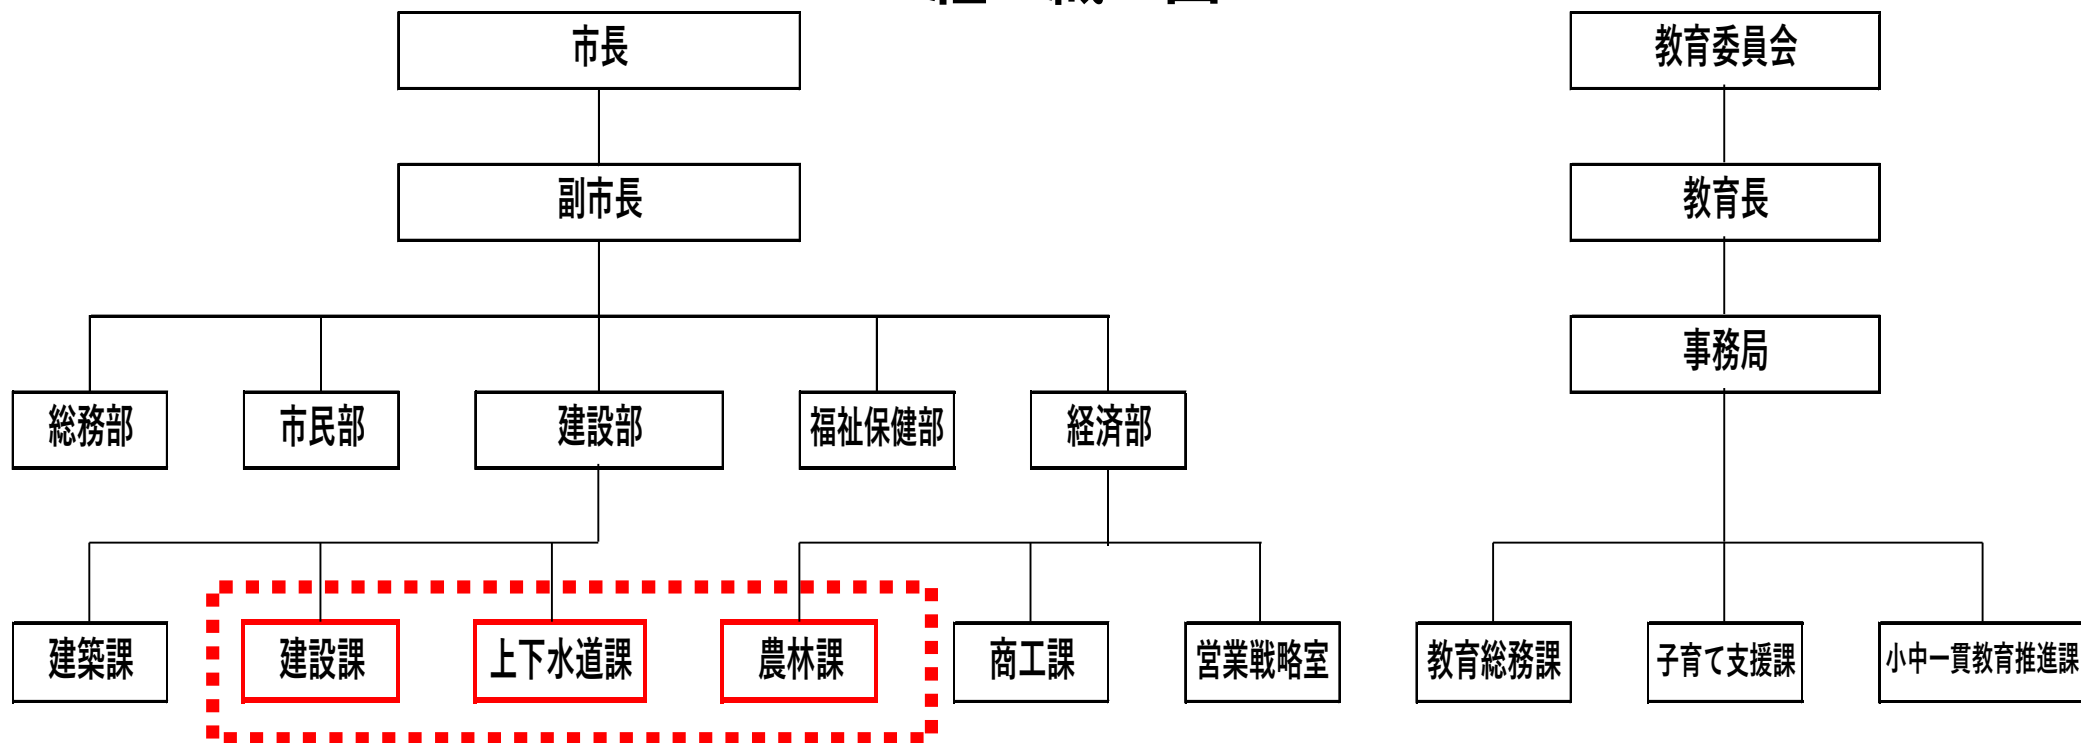 市長
教育委員会
副市長
教育長
事務局
総務部
市民部
建設部
福祉保健部
経済部
建築課
建設課
上下水道課
農林課
商工課
営業戦略室
教育総務課
子育て支援課
小中一貫教育推進課